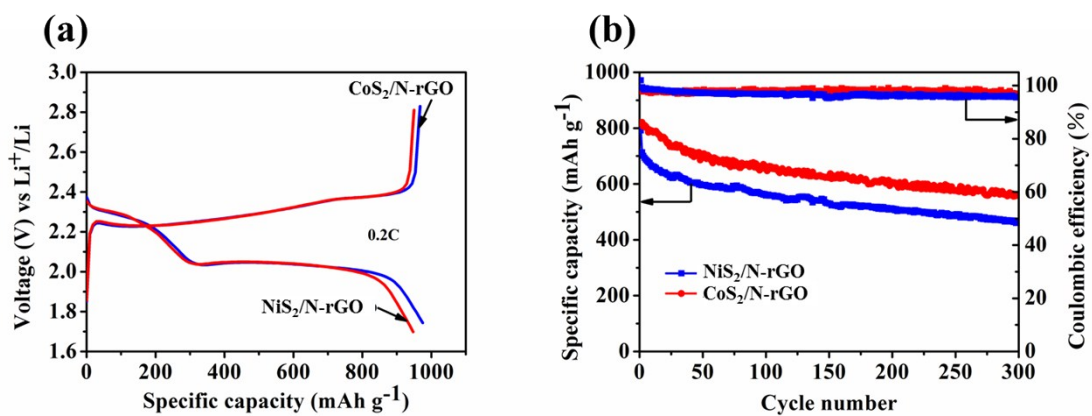 (a)
3.0
2.8
2.6
2.4
2.2
2.0
1.8
1.6
Voltage (V) vs Li⁺/Li
CoS₂/N-rGO
0.2C
NiS₂/N-rGO
0 200 400 600 800 1000
Specific capacity (mAh g⁻¹)
(b)
1000
800
600
400
200
0
Specific capacity (mAh g⁻¹)
NiS₂/N-rGO
CoS₂/N-rGO
100
80
60
40
20
0
Coulombic efficiency (%)
0 50 100 150 200 250 300
Cycle number